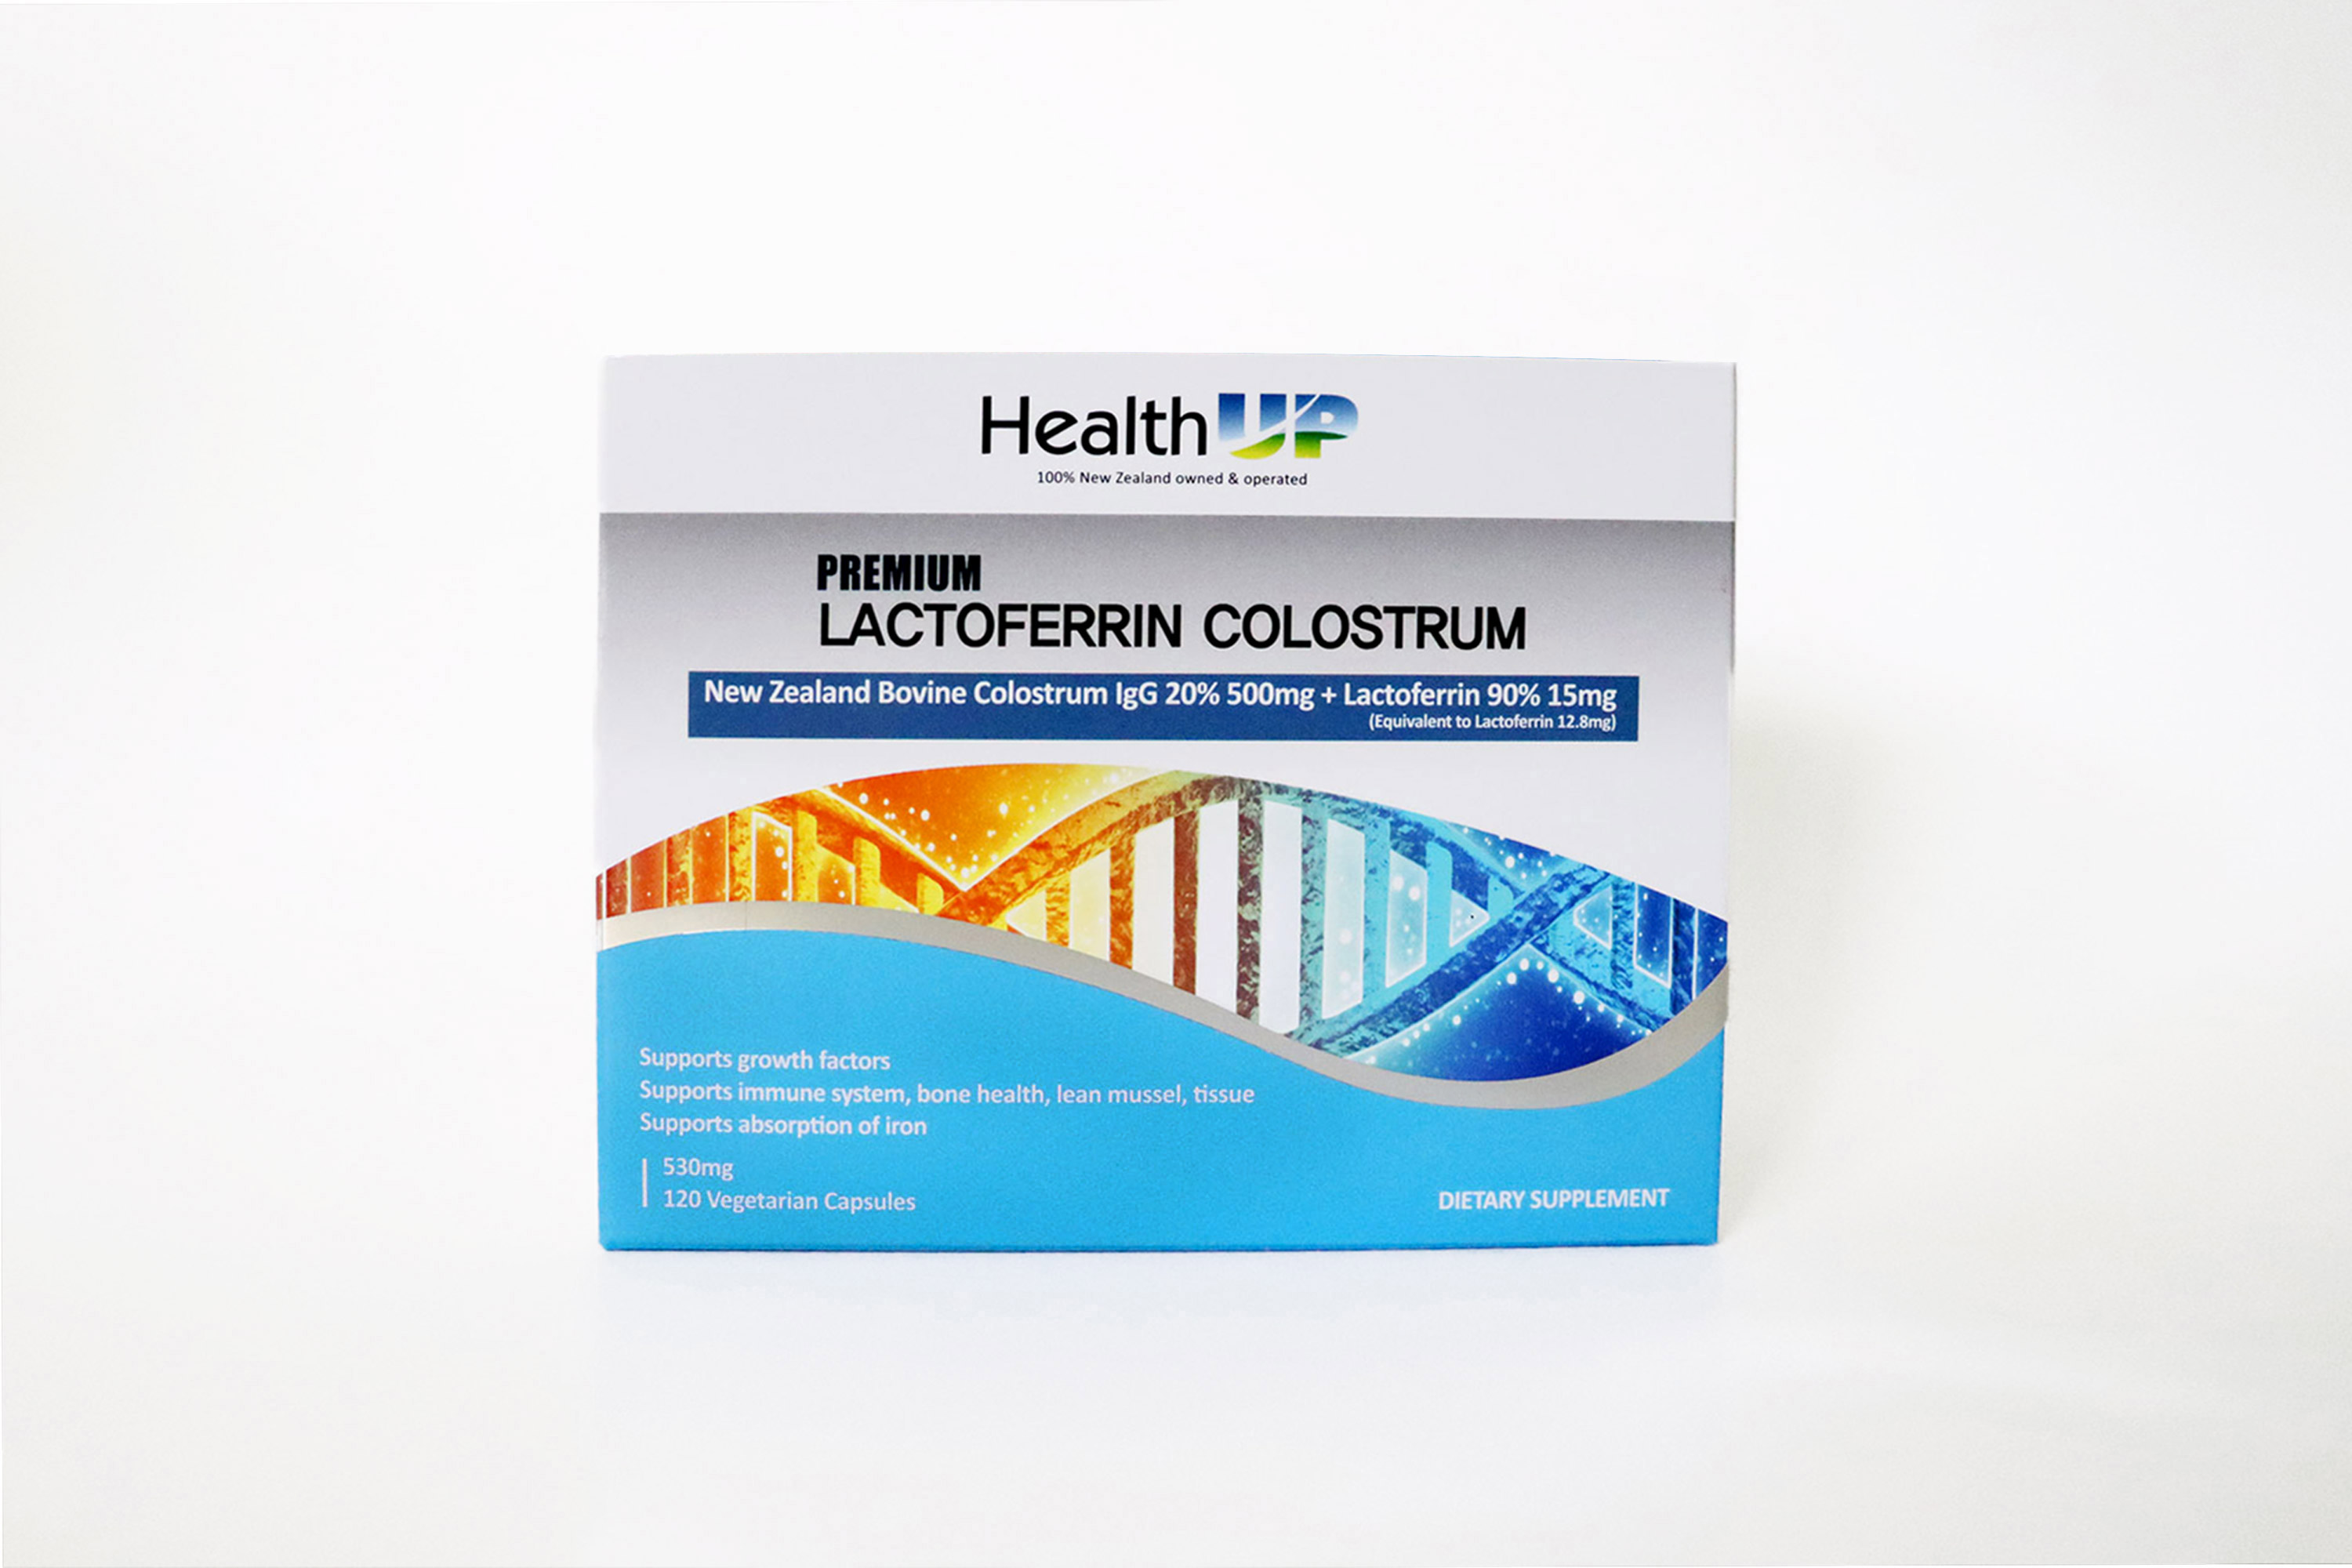 HealthUP
100% New Zealand owned & operated
PREMIUM
LACTOFERRIN COLOSTRUM
New Zealand Bovine Colostrum IgG 20% 500mg + Lactoferrin 90% 15mg
(Equivalent to Lactoferrin 12.8mg)
Supports growth factors
Supports immune system, bone health, lean mussel, tissue
Supports absorption of iron
530mg
120 Vegetarian Capsules
DIETARY SUPPLEMENT